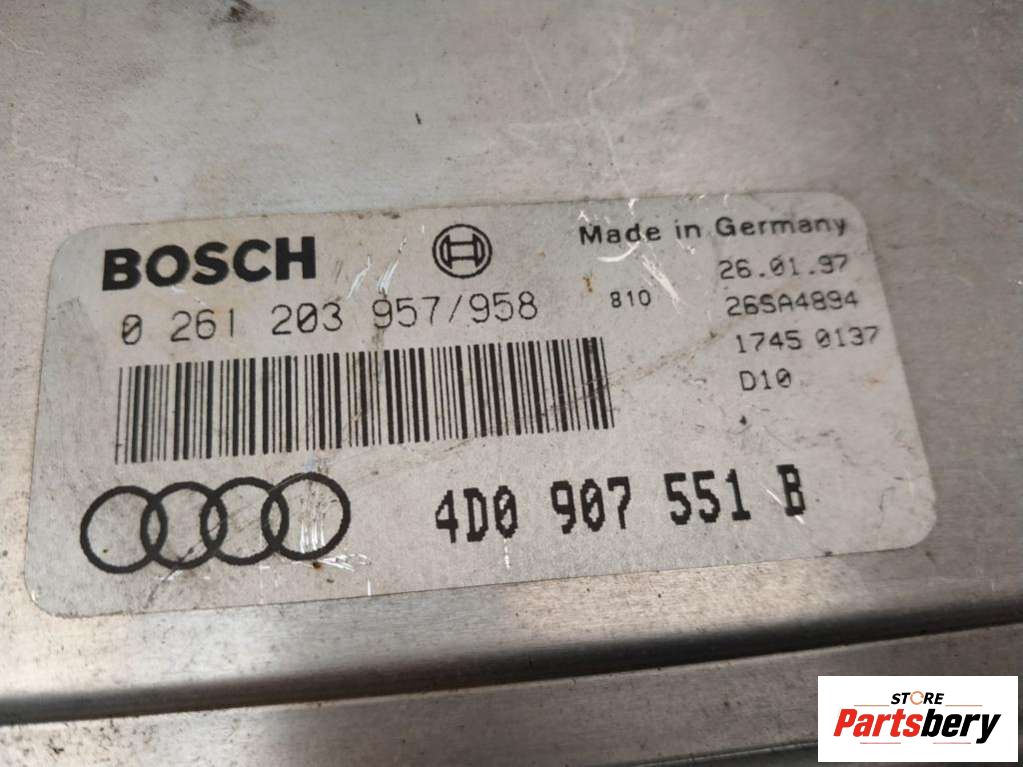 BOSCH
Made in Germany
0 261 203 957/958
810
26.01.97
26SA4894
1745 0137
D10
4D0 907 551 B
STORE
Partsbery